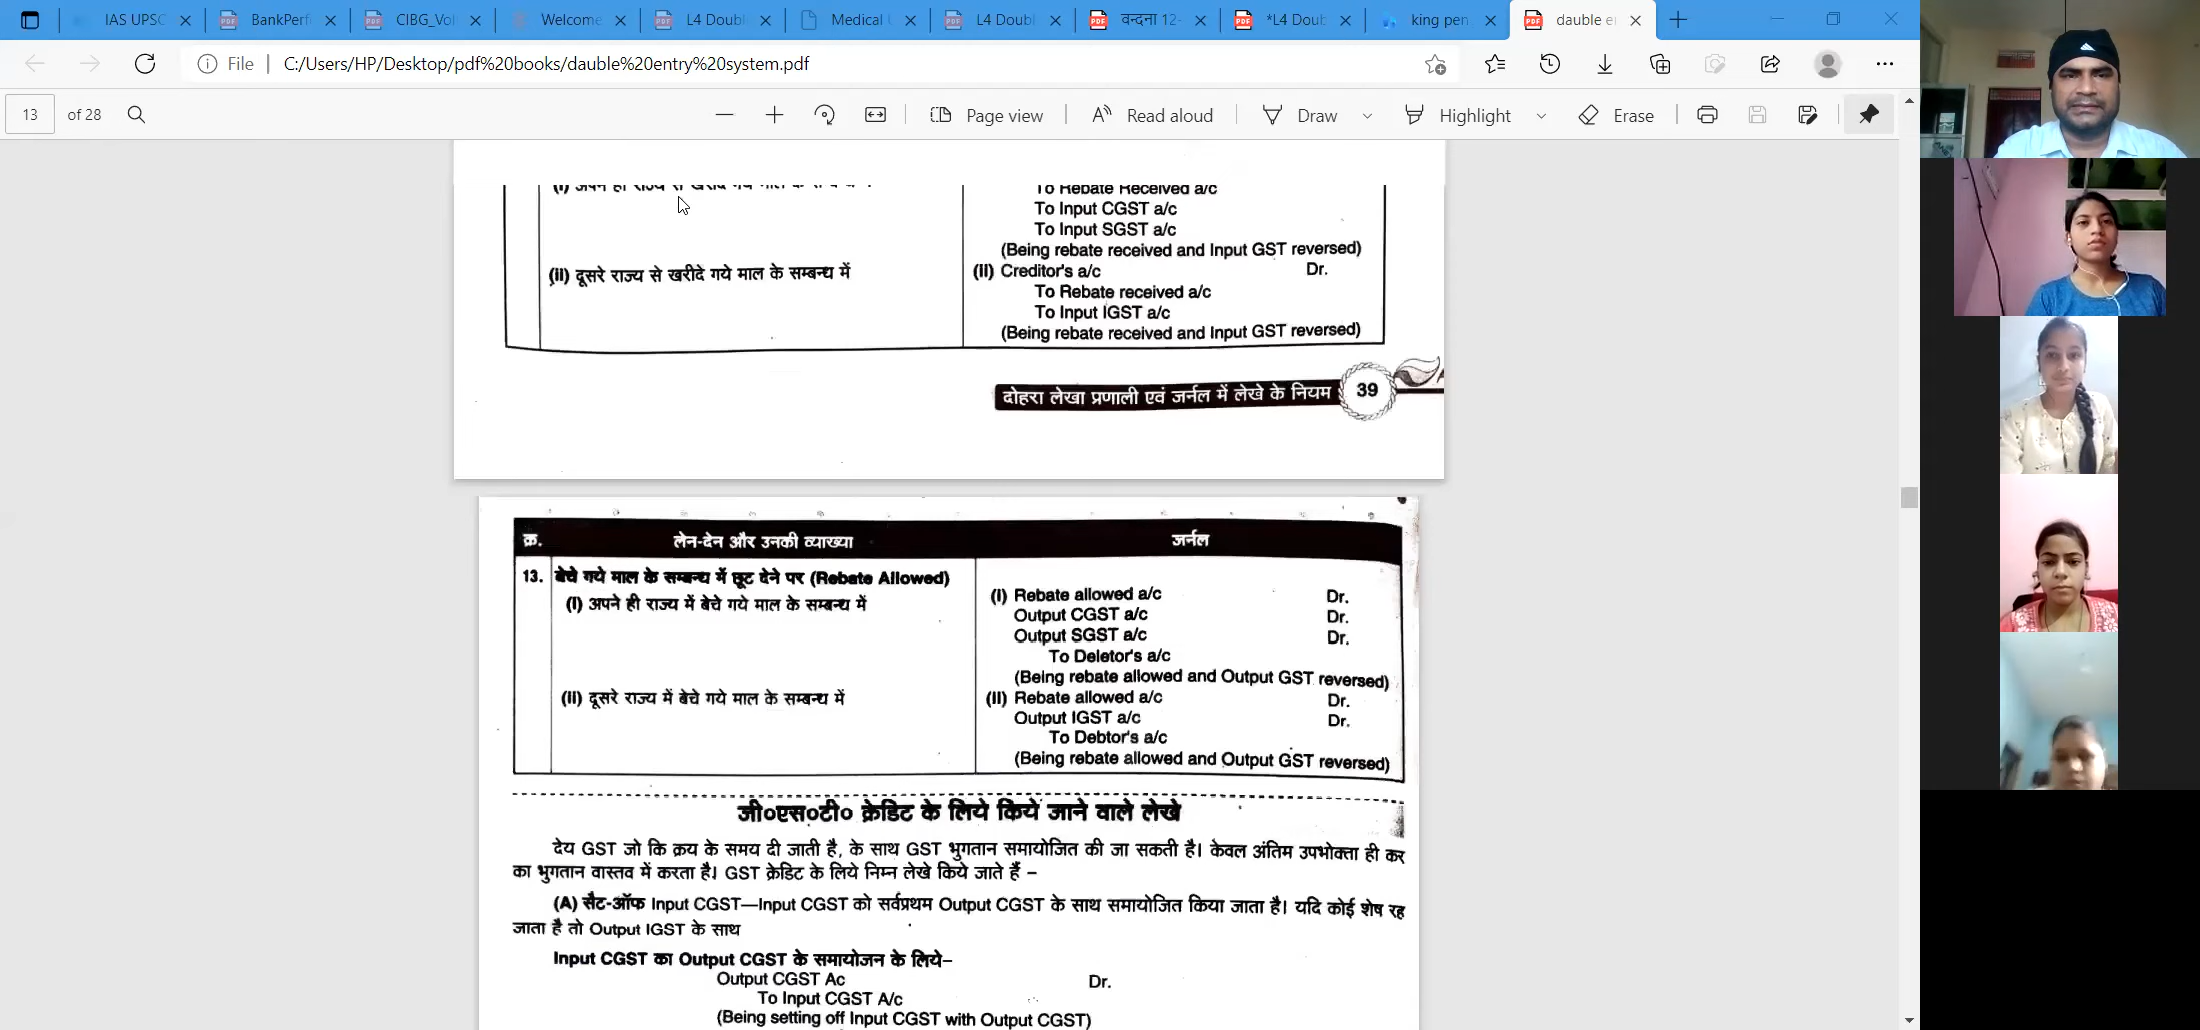 IAS UPSC
BankPerf
CIBG_Vol
Welcome
L4 Doubl
Medical
L4 Doubl
वन्दना 12-
*L4 Doub
king pen
dauble e
File
C:/Users/HP/Desktop/pdf%20books/dauble%20entry%20system.pdf
13 of 28
Page view
Read aloud
Draw
Highlight
Erase
To Rebate Received a/c
To Input CGST a/c
To Input SGST a/c
(Being rebate received and Input GST reversed)
(ii) दूसरे राज्य से खरीदे गये माल के सम्बन्ध में
(II) Creditor's a/c Dr.
To Rebate received a/c
To Input IGST a/c
(Being rebate received and Input GST reversed)
दोहरा लेखा प्रणाली एवं जर्नल में लेखे के नियम 39
क्र. लेन-देन और उनकी व्याख्या जर्नल
13. बेचे गये माल के सम्बन्ध में छूट देने पर (Rebate Allowed)
(I) अपने ही राज्य में बेचे गये माल के सम्बन्ध में
(I) Rebate allowed a/c Dr.
Output CGST a/c Dr.
Output SGST a/c Dr.
To Deletor's a/c
(Being rebate allowed and Output GST reversed)
(II) दूसरे राज्य में बेचे गये माल के सम्बन्ध में
(II) Rebate allowed a/c Dr.
Output IGST a/c Dr.
To Debtor's a/c
(Being rebate allowed and Output GST reversed)
जी०एस०टी० क्रेडिट के लिये किये जाने वाले लेखे
देय GST जो कि क्रय के समय दी जाती है, के साथ GST भुगतान समायोजित की जा सकती है। केवल अंतिम उपभोक्ता ही कर
का भुगतान वास्तव में करता है। GST क्रेडिट के लिये निम्न लेखे किये जाते हैं –
(A) सैट-ऑफ Input CGST—Input CGST को सर्वप्रथम Output CGST के साथ समायोजित किया जाता है। यदि कोई शेष रह
जाता है तो Output IGST के साथ
Input CGST का Output CGST के समायोजन के लिये–
Output CGST Ac Dr.
To Input CGST A/c
(Being setting off Input CGST with Output CGST)